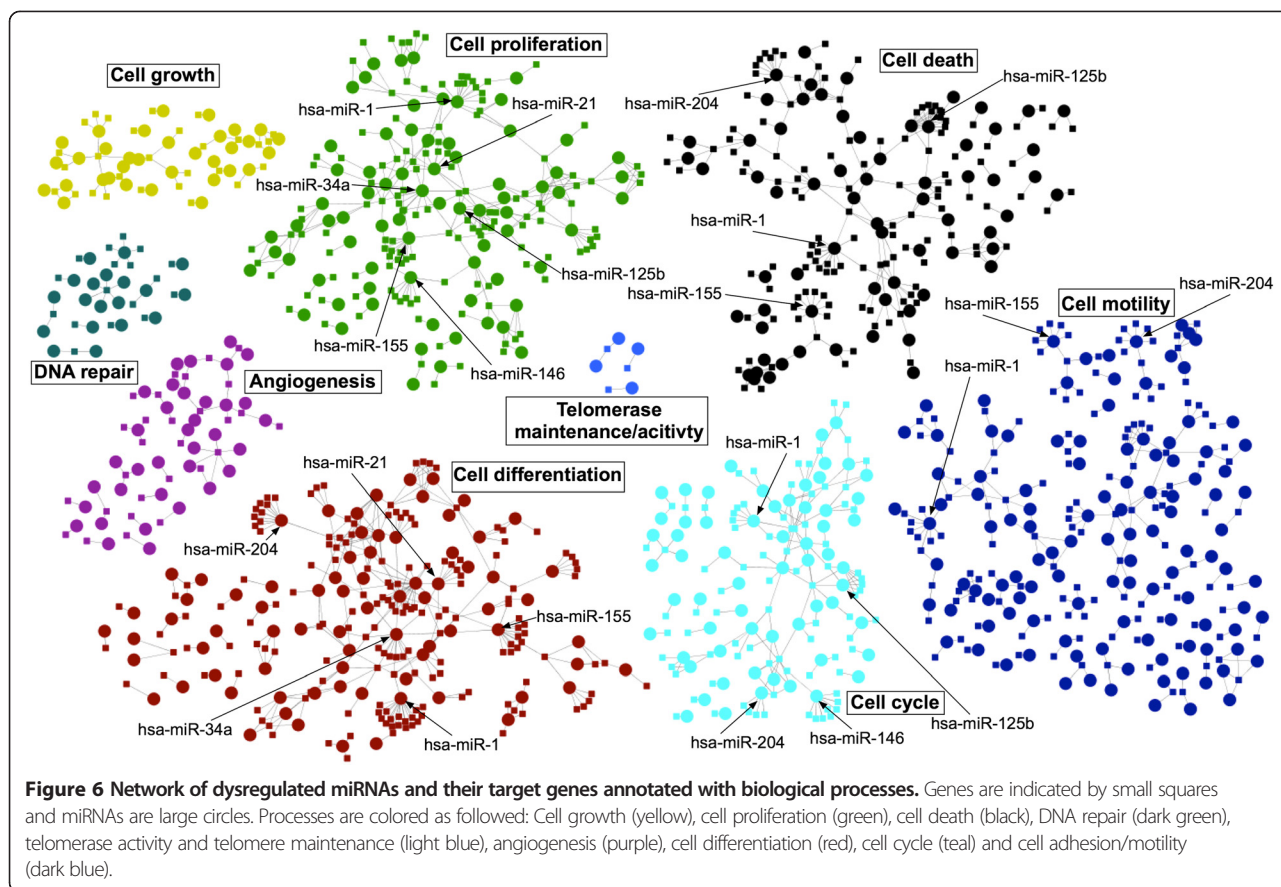 Cell growth
Cell proliferation
hsa-miR-1
hsa-miR-21
hsa-miR-34a
hsa-miR-125b
hsa-miR-155
hsa-miR-146
Cell death
hsa-miR-204
hsa-miR-125b
hsa-miR-1
hsa-miR-155
DNA repair
Angiogenesis
Telomerase
maintenance/acitivty
Cell motility
hsa-miR-155
hsa-miR-204
hsa-miR-1
Cell differentiation
hsa-miR-21
hsa-miR-204
hsa-miR-155
hsa-miR-34a
hsa-miR-1
Cell cycle
hsa-miR-1
hsa-miR-204
hsa-miR-146
hsa-miR-125b
Figure 6 Network of dysregulated miRNAs and their target genes annotated with biological processes. Genes are indicated by small squares
and miRNAs are large circles. Processes are colored as followed: Cell growth (yellow), cell proliferation (green), cell death (black), DNA repair (dark green),
telomerase activity and telomere maintenance (light blue), angiogenesis (purple), cell differentiation (red), cell cycle (teal) and cell adhesion/motility
(dark blue).